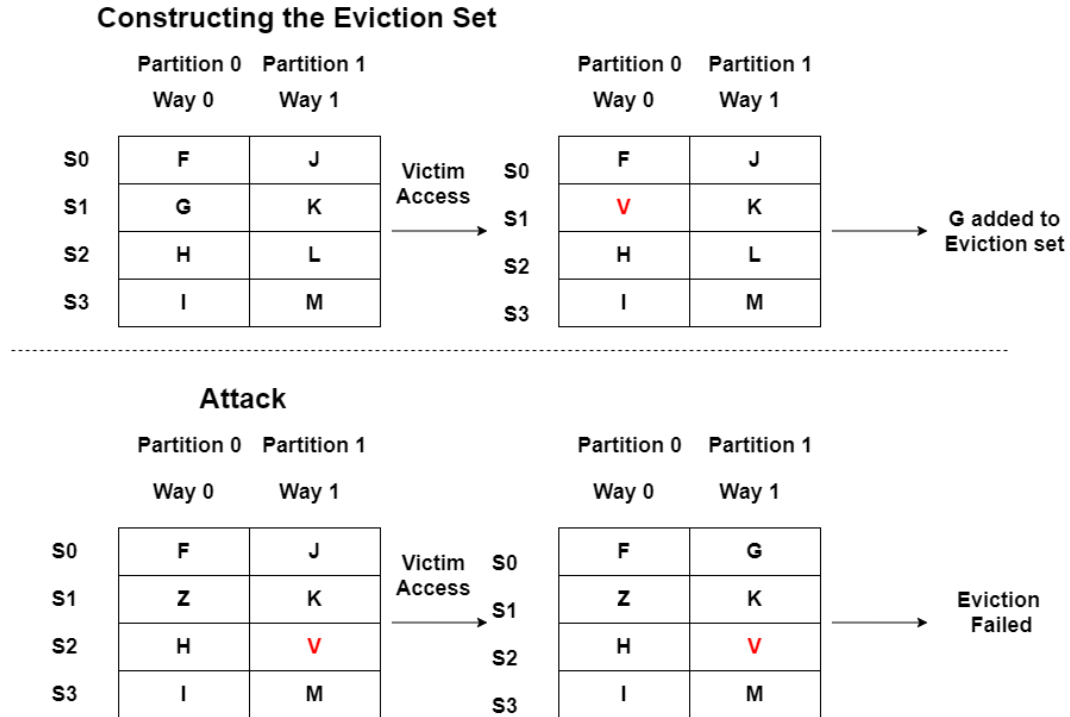 Constructing the Eviction Set
Partition 0 Partition 1 Partition 0 Partition 1
Way 0 Way 1 Way 0 Way 1
S0 F J Victim Access S0 F J
S1 G K S1 V K G added to Eviction set
S2 H L S2 H L
S3 I M S3 I M
Attack
Partition 0 Partition 1 Partition 0 Partition 1
Way 0 Way 1 Way 0 Way 1
S0 F J Victim Access S0 F G
S1 Z K S1 Z K Eviction Failed
S2 H V S2 H V
S3 I M S3 I M